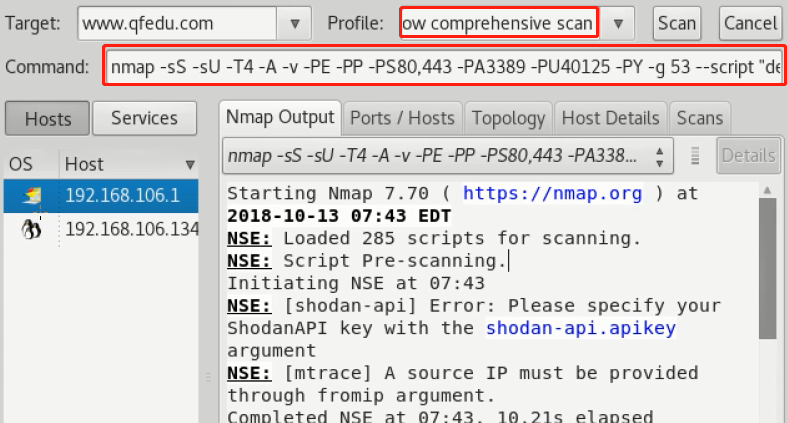 Target: www.qfedu.com Profile: ow comprehensive scan Scan Cancel
Command: nmap -sS -sU -T4 -A -v -PE -PP -PS80,443 -PA3389 -PU40125 -PY -g 53 --script "de
Hosts Services
OS Host
192.168.106.1
192.168.106.134
Nmap Output Ports / Hosts Topology Host Details Scans
nmap -sS -sU -T4 -A -v -PE -PP -PS80,443 -PA338... Details
Starting Nmap 7.70 ( https://nmap.org ) at
2018-10-13 07:43 EDT
NSE: Loaded 285 scripts for scanning.
NSE: Script Pre-scanning.
Initiating NSE at 07:43
NSE: [shodan-api] Error: Please specify your
ShodanAPI key with the shodan-api.apikey
argument
NSE: [mtrace] A source IP must be provided
through fromip argument.
Completed NSE at 07:43, 10.21s elapsed